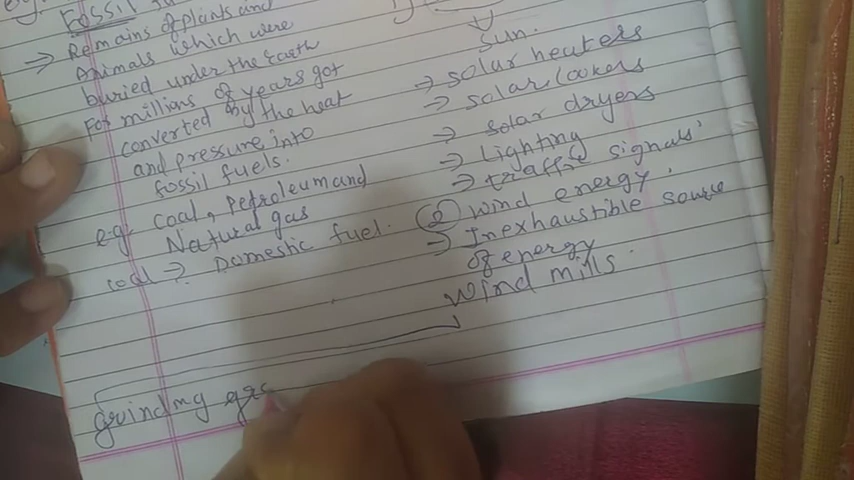 Fossil
⇒ Remains of plants and
Animals which were
buried under the Earth
For millions of years got
converted by the heat
and pressure into
fossil fuels.
e.g. coal, Petroleum and
Natural gas
coal → Domestic fuel.
Sun.
→ solar heaters
→ solar cookers
→ solar dryers
→ Lighting
→ traffic signals
② Wind energy.
→ Inexhaustible source
of energy
Wind mills.
grinding